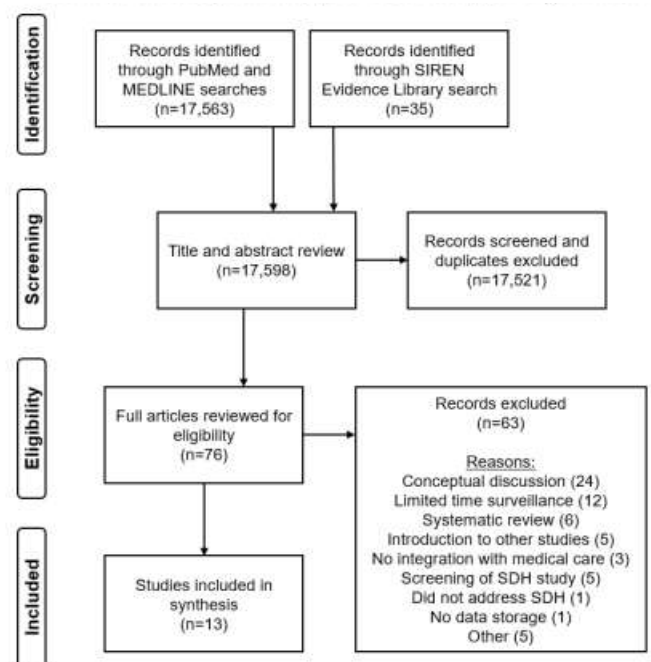 Identification
Records identified
through PubMed and
MEDLINE searches
(n=17,563)
Records identified
through SIREN
Evidence Library search
(n=35)
Screening
Title and abstract review
(n=17,598)
Records screened and
duplicates excluded
(n=17,521)
Eligibility
Full articles reviewed for
eligibility
(n=76)
Records excluded
(n=63)
Reasons:
Conceptual discussion (24)
Limited time surveillance (12)
Systematic review (6)
Introduction to other studies (5)
No integration with medical care (3)
Screening of SDH study (5)
Did not address SDH (1)
No data storage (1)
Other (5)
Included
Studies included in
synthesis
(n=13)